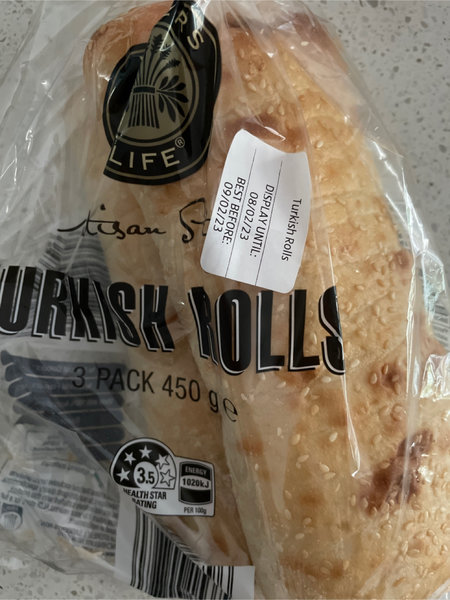 LIFE®
Turkish Rolls
DISPLAY UNTIL:
08/02/23
BEST BEFORE:
09/02/23
URKISH ROLLS
3 PACK 450 g e
3.5
HEALTH STAR
RATING
ENERGY
1020kJ
PER 100g